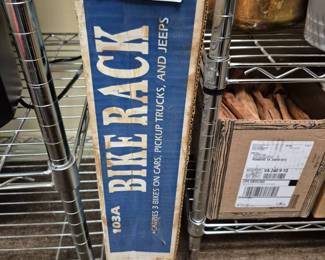 103A BIKE RACK
CARRIES 3 BIKES ON CARS, PICKUP TRUCKS, AND JEEPS